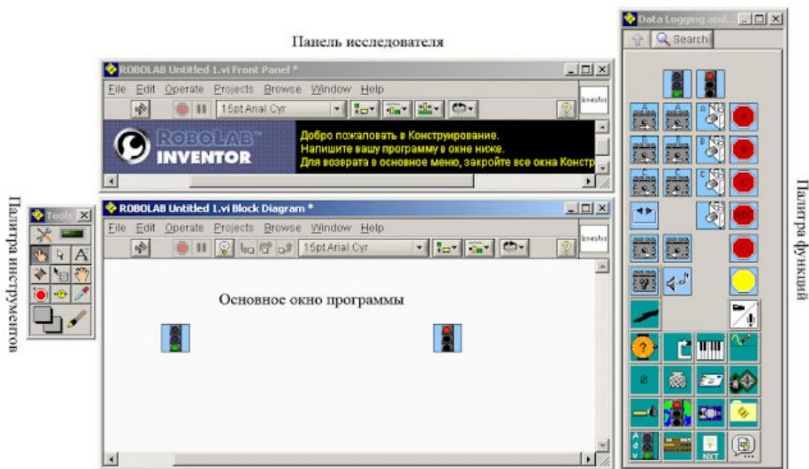 Панель исследователя
ROBOLAB Untitled 1.vi Front Panel *
File Edit Operate Projects Browse Window Help
15pt Arial Cyr
ROBOLAB™
INVENTOR
Добро пожаловать в Конструирование.
Напишите вашу программу в окне ниже.
Для возврата в основное меню, закройте все окна Констр
Палитра инструментов
Tools
ROBOLAB Untitled 1.vi Block Diagram *
File Edit Operate Projects Browse Window Help
15pt Arial Cyr
Основное окно программы
Data Logging and...
Search
NXT
Палитра функций